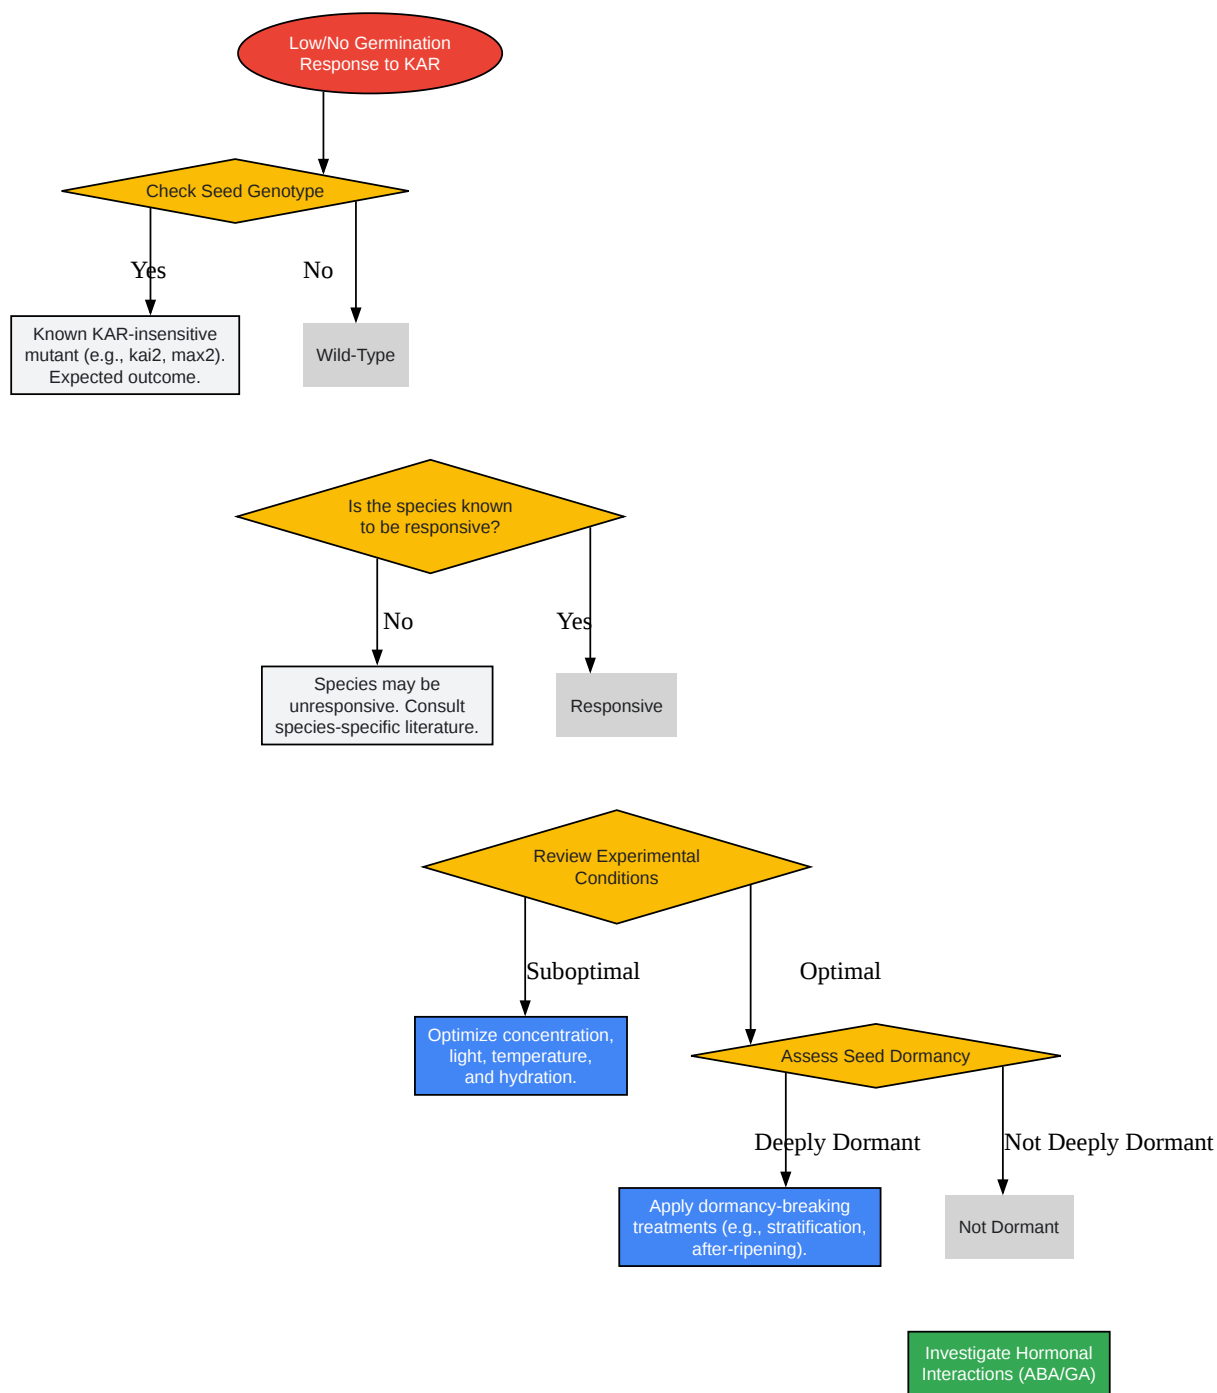 Low/No Germination
Response to KAR
Check Seed Genotype
Yes
No
Known KAR-insensitive
mutant (e.g., kai2, max2).
Expected outcome.
Wild-Type
Is the species known
to be responsive?
No
Yes
Species may be
unresponsive. Consult
species-specific literature.
Responsive
Review Experimental
Conditions
Suboptimal
Optimal
Optimize concentration,
light, temperature,
and hydration.
Assess Seed Dormancy
Deeply Dormant
Not Deeply Dormant
Apply dormancy-breaking
treatments (e.g., stratification,
after-ripening).
Not Dormant
Investigate Hormonal
Interactions (ABA/GA)